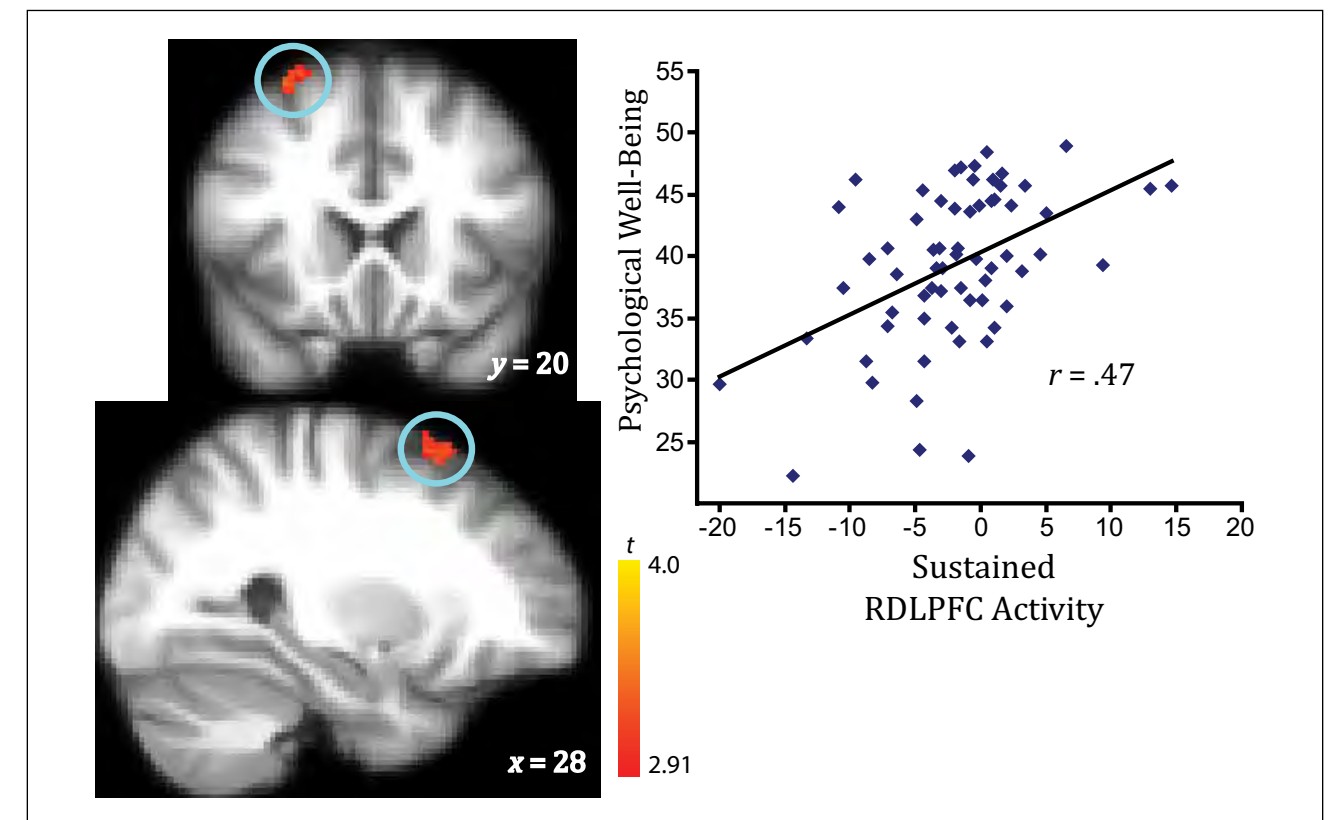 y = 20
x = 28
t
4.0
2.91
Psychological Well-Being
55
50
45
40
35
30
25
r = .47
-20 -15 -10 -5 0 5 10 15 20
Sustained
RDLPFC Activity